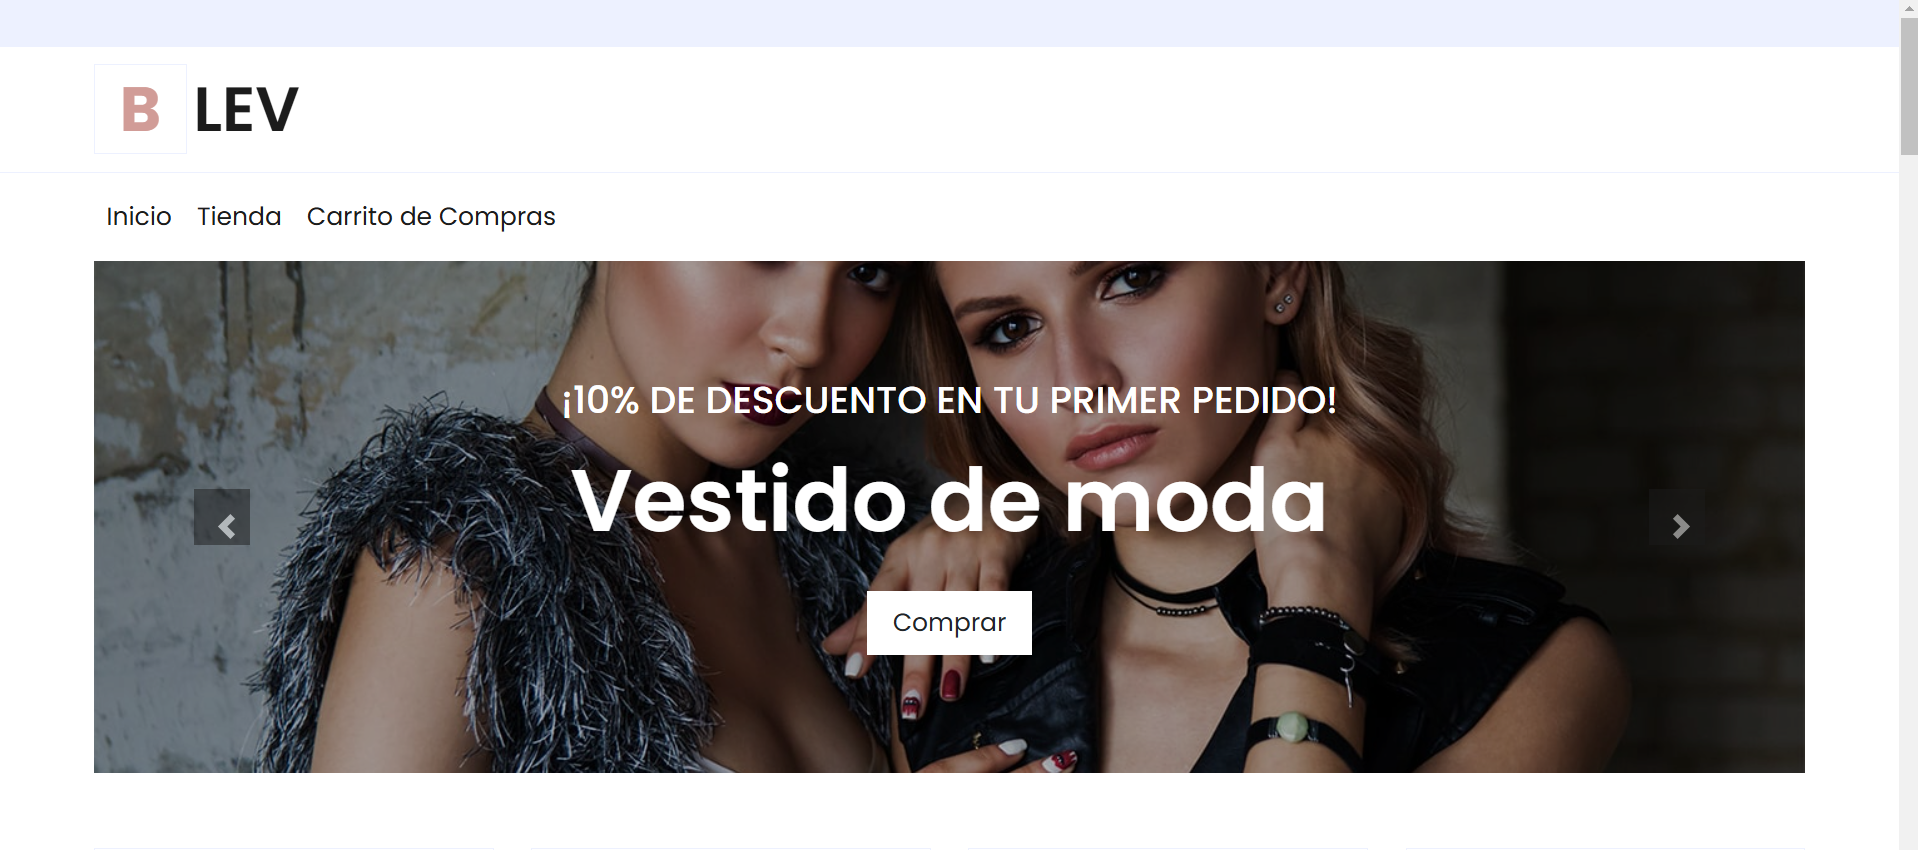 B LEV
Inicio Tienda Carrito de Compras
¡10% DE DESCUENTO EN TU PRIMER PEDIDO!
Vestido de moda
Comprar